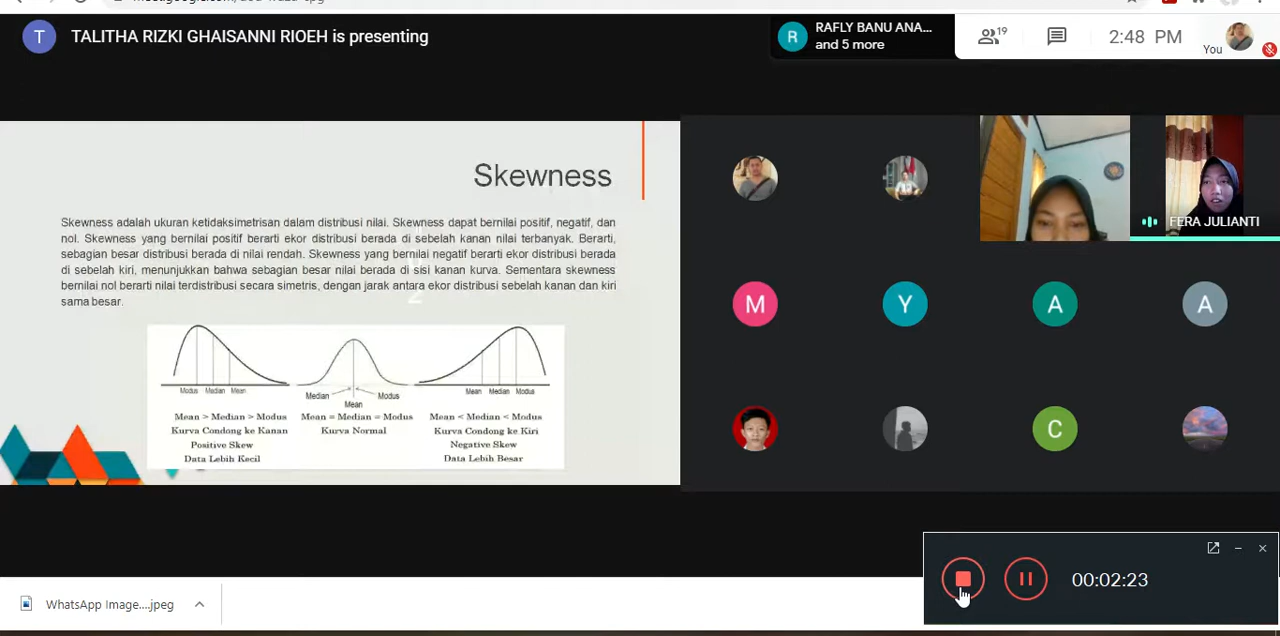 TALITHA RIZKI GHAISANNI RIOEH is presenting
R
RAFLY BANU ANA...
and 5 more
19
2:48 PM
You
T
Skewness
Skewness adalah ukuran ketidaksimetrisan dalam distribusi nilai. Skewness dapat bernilai positif, negatif, dan
nol. Skewness yang bernilai positif berarti ekor distribusi berada di sebelah kanan nilai terbanyak. Berarti,
sebagian besar distribusi berada di nilai rendah. Skewness yang bernilai negatif berarti ekor distribusi berada
di sebelah kiri, menunjukkan bahwa sebagian besar nilai berada di sisi kanan kurva. Sementara skewness
bernilai nol berarti nilai terdistribusi secara simetris, dengan jarak antara ekor distribusi sebelah kanan dan kiri
sama besar.
Modus Median Mean
Median Modus
Mean
Mean Median Modus
Mean > Median > Modus
Kurva Condong ke Kanan
Positive Skew
Data Lebih Kecil
Mean = Median = Modus
Kurva Normal
Mean < Median < Modus
Kurva Condong ke Kiri
Negative Skew
Data Lebih Besar
FERA JULIANTI
M
Y
A
A
C
00:02:23
WhatsApp Image....jpeg